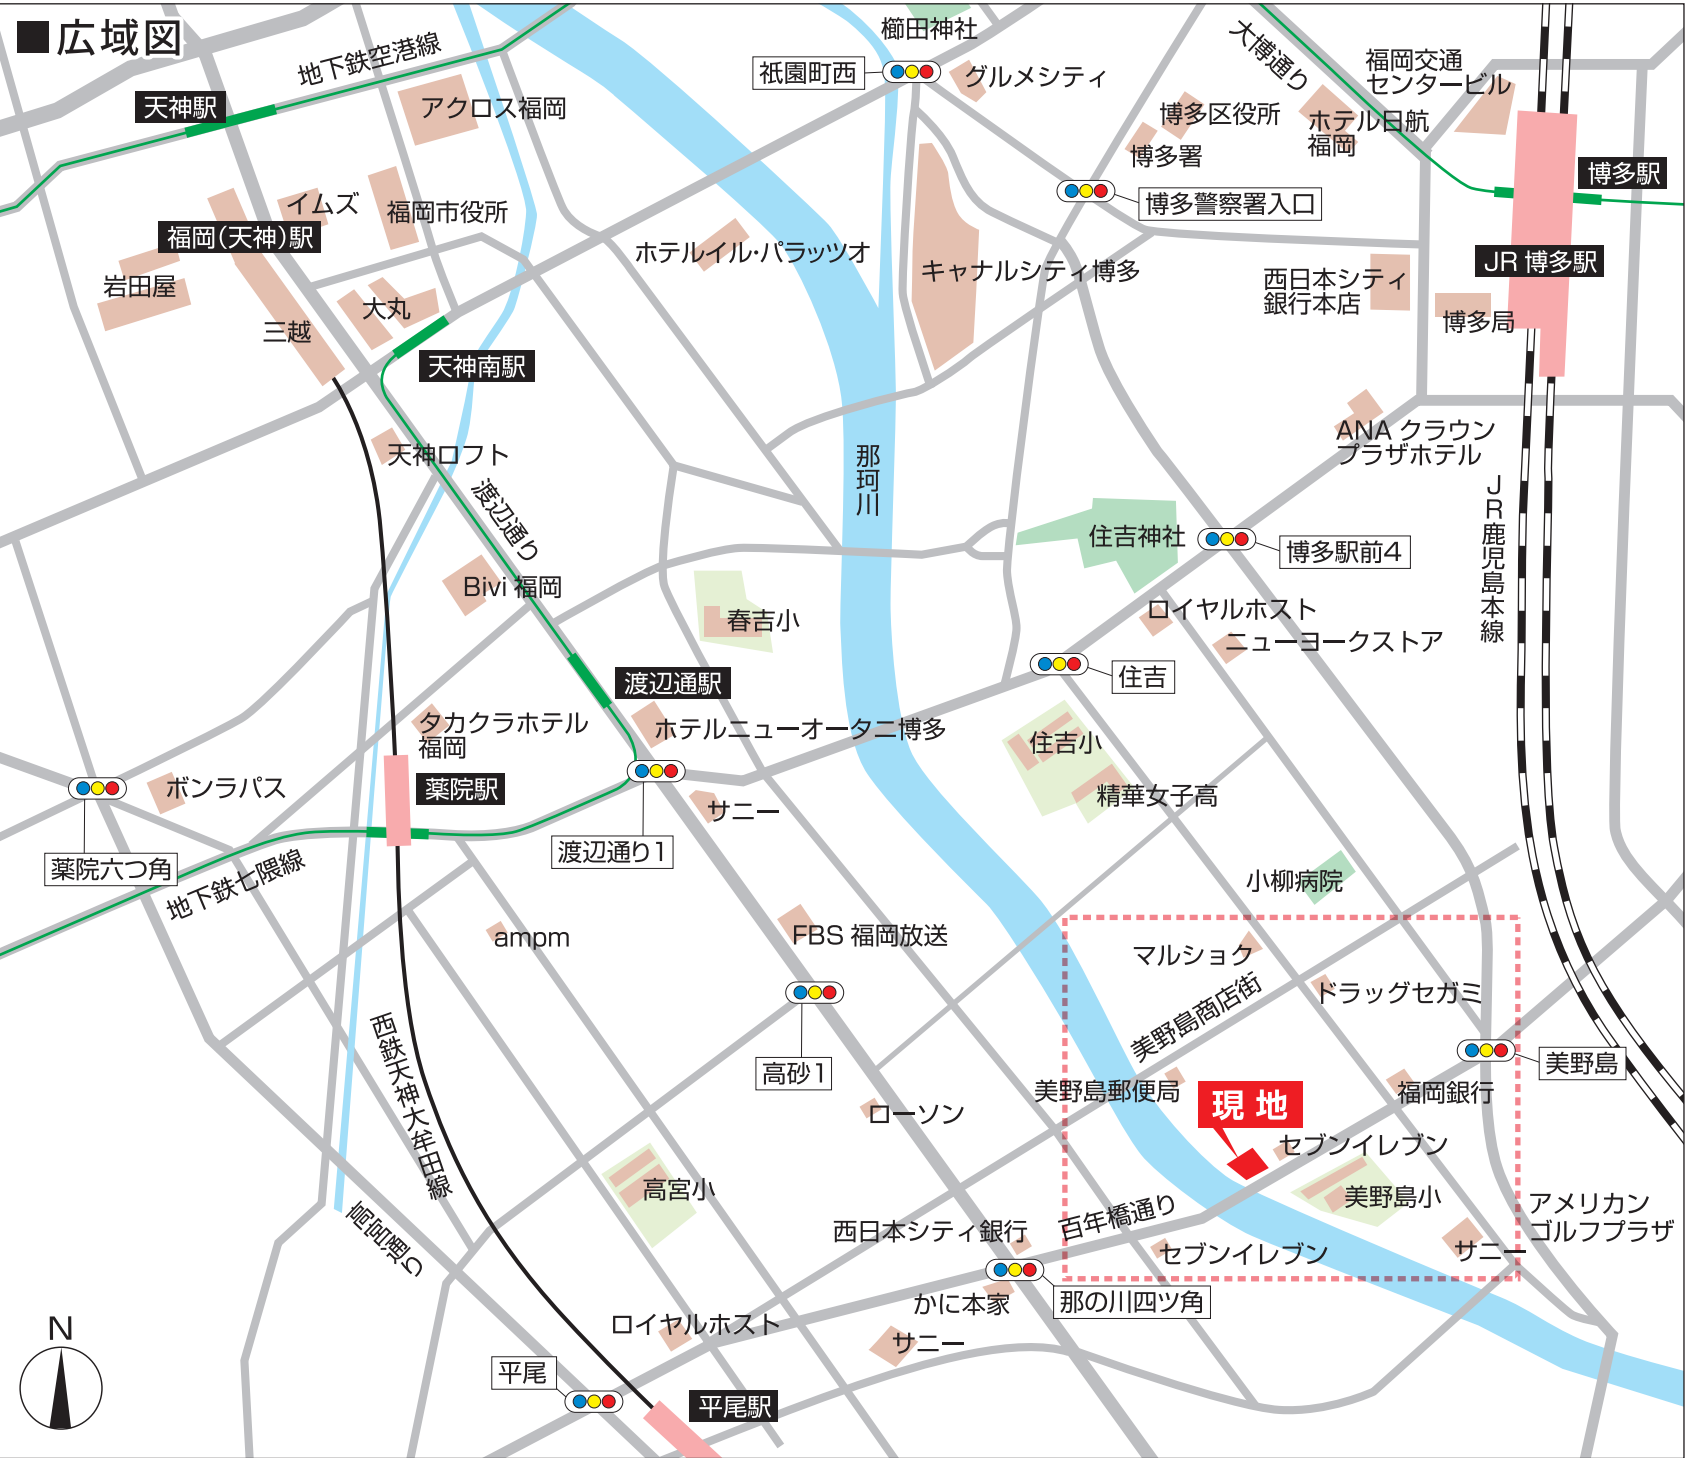 ■広域図
地下鉄空港線
天神駅
アクロス福岡
櫛田神社
祇園町西
グルメシティ
大博通り
福岡交通
センタービル
博多区役所
ホテル日航
福岡
博多署
博多駅
博多警察署入口
イムズ
福岡市役所
福岡(天神)駅
岩田屋
大丸
三越
天神南駅
ホテルイル・パラッツオ
キャナルシティ博多
西日本シティ
銀行本店
JR 博多駅
博多局
天神ロフト
渡辺通り
那珂川
ANA クラウン
プラザホテル
JR鹿児島本線
住吉神社
博多駅前4
Bivi 福岡
春吉小
ロイヤルホスト
ニューヨークストア
住吉
渡辺通駅
タカクラホテル
福岡
ホテルニューオータニ博多
住吉小
薬院駅
ボンラパス
サニー
精華女子高
渡辺通り1
薬院六つ角
地下鉄七隈線
小柳病院
ampm
FBS 福岡放送
マルショク
ドラッグセガミ
美野島商店街
西鉄天神大牟田線
高砂1
美野島
美野島郵便局
現地
福岡銀行
ローソン
セブンイレブン
高宮小
美野島小
アメリカン
ゴルフプラザ
高宮通り
西日本シティ銀行
百年橋通り
セブンイレブン
サニー
かに本家
那の川四ツ角
ロイヤルホスト
サニー
N
平尾
平尾駅